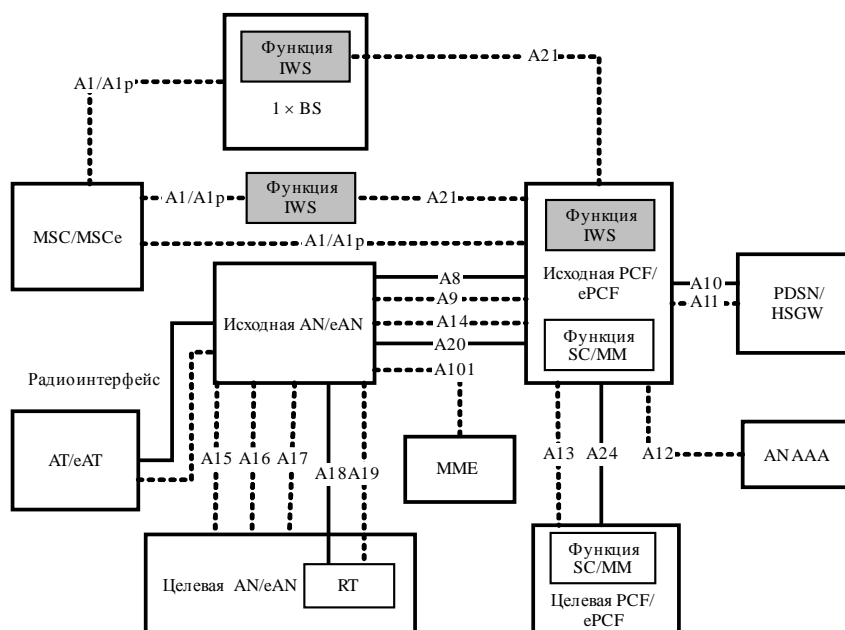 Функция
IWS
A21
A1/A1p
1 × BS
Функция
IWS
A1/A1p
A21
MSC/MSCe
Функция
IWS
A1/A1p
Исходная PCF/
ePCF
A8
A10
A9
A11
PDSN/
HSGW
Исходная AN/eAN
A14
A20
Функция
SC/MM
A101
Радиоинтерфейс
AT/eAT
A15
A16
A17
A18
A19
MME
A13
A24
A12
AN AAA
Функция
SC/MM
Целевая AN/eAN
RT
Целевая PCF/
ePCF